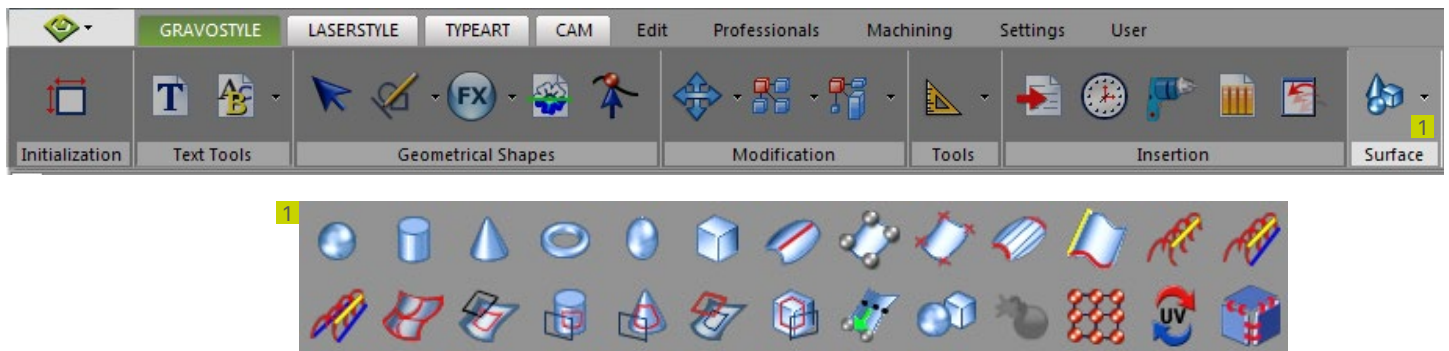 GRAVOSTYLE LASERSTYLE TYPEART CAM Edit Professionals Machining Settings User
T A B C FX
1
Initialization Text Tools Geometrical Shapes Modification Tools Insertion Surface
1
UV